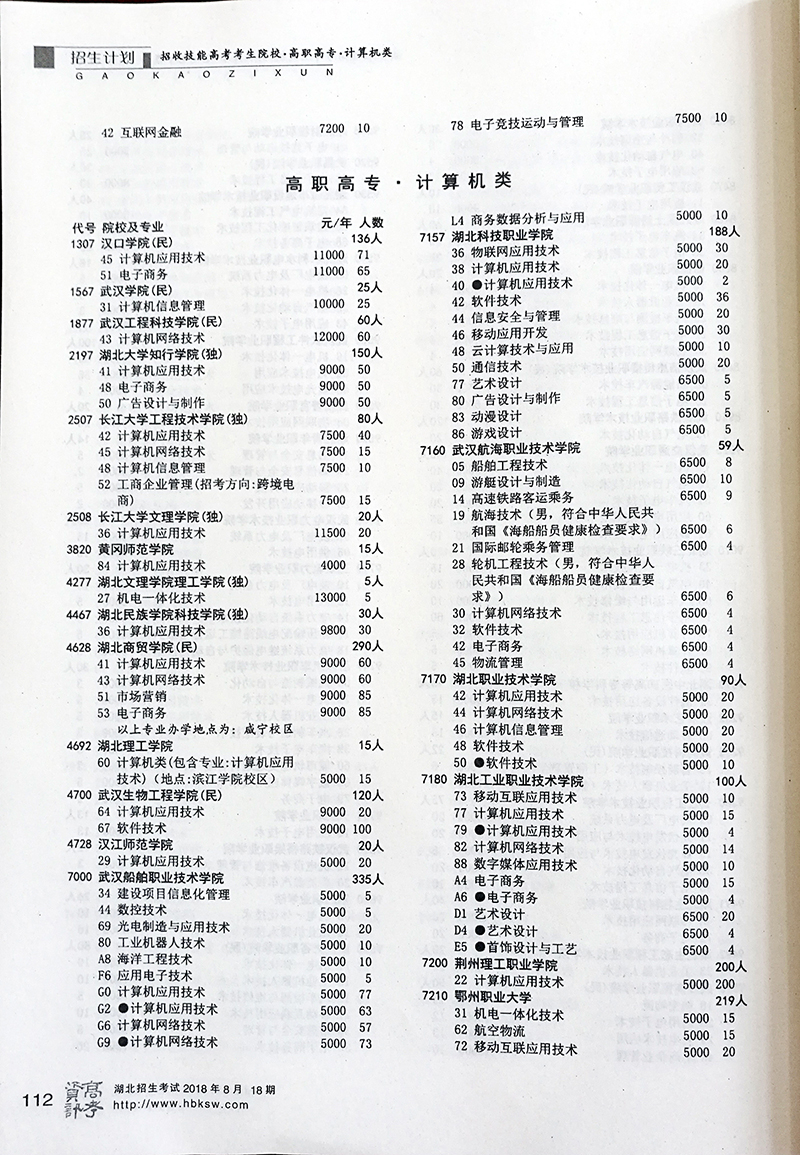 招生计划 招收技能高考考生院校·高职高专·计算机类
GAOKAOZIXUN
42 互联网金融 7200 10
78 电子竞技运动与管理 7500 10
高职高专·计算机类
代号 院校及专业 元/年 人数
1307 汉口学院(民) 136人
45 计算机应用技术 11000 71
51 电子商务 11000 65
1567 武汉学院(民) 25人
31 计算机信息管理 10000 25
1877 武汉工程科技学院(民) 60人
43 计算机网络技术 12000 60
2197 湖北大学知行学院(独) 150人
41 计算机应用技术 9000 50
48 电子商务 9000 50
50 广告设计与制作 9000 50
2507 长江大学工程技术学院(独) 80人
42 计算机应用技术 7500 40
45 计算机网络技术 7500 15
48 计算机信息管理 7500 10
52 工商企业管理(招考方向:跨境电
商) 7500 15
2508 长江大学文理学院(独) 20人
36 计算机应用技术 11500 20
3820 黄冈师范学院 15人
84 计算机应用技术 4000 15
4277 湖北文理学院理工学院(独) 5人
27 机电一体化技术 13000 5
4467 湖北民族学院科技学院(独) 30人
36 计算机应用技术 9800 30
4628 湖北商贸学院(民) 290人
41 计算机应用技术 9000 60
43 计算机网络技术 9000 60
51 市场营销 9000 85
53 电子商务 9000 85
以上专业办学地点为: 咸宁校区
4692 湖北理工学院 15人
60 计算机类(包含专业:计算机应用
技术)(地点:滨江学院校区) 5000 15
4700 武汉生物工程学院(民) 120人
64 计算机应用技术 9000 20
67 软件技术 9000 100
4728 汉江师范学院 20人
29 计算机应用技术 5000 20
7000 武汉船舶职业技术学院 335人
34 建设项目信息化管理 5000 5
44 数控技术 5000 5
69 光电制造与应用技术 5000 20
80 工业机器人技术 5000 10
A8 海洋工程技术 5000 10
F6 应用电子技术 5000 5
G0 计算机应用技术 5000 77
G2 ●计算机应用技术 5000 63
G6 计算机网络技术 5000 57
G9 ●计算机网络技术 5000 73
L4 商务数据分析与应用 5000 10
7157 湖北科技职业学院 188人
36 物联网应用技术 5000 30
38 计算机应用技术 5000 20
40 ●计算机应用技术 5000 2
42 软件技术 5000 36
44 信息安全与管理 5000 20
46 移动应用开发 5000 30
48 云计算技术与应用 5000 10
50 通信技术 5000 20
77 艺术设计 6500 5
80 广告设计与制作 6500 5
83 动漫设计 6500 5
86 游戏设计 6500 5
7160 武汉航海职业技术学院 59人
05 船舶工程技术 6500 8
09 游艇设计与制造 6500 10
14 高速铁路客运乘务 6500 9
19 航海技术(男, 符合中华人民共
和国《海船船员健康检查要求》) 6500 6
21 国际邮轮乘务管理 6500 4
28 轮机工程技术(男, 符合中华人
民共和国《海船船员健康检查要
求》) 6500 6
30 计算机网络技术 6500 4
32 软件技术 6500 4
42 电子商务 6500 4
45 物流管理 6500 4
7170 湖北职业技术学院 90人
42 计算机应用技术 5000 20
44 计算机网络技术 5000 20
46 计算机信息管理 5000 20
48 软件技术 5000 20
50 ●软件技术 5000 10
7180 湖北工业职业技术学院 100人
73 移动互联应用技术 5000 10
77 计算机应用技术 5000 15
79 ●计算机应用技术 5000 4
82 计算机网络技术 5000 14
88 数字媒体应用技术 5000 10
A4 电子商务 5000 15
A6 ●电子商务 5000 4
D1 艺术设计 6500 20
D4 ●艺术设计 6500 4
E5 ●首饰设计与工艺 6500 4
7200 荆州理工职业学院 200人
22 计算机应用技术 5000 200
7210 鄂州职业大学 219人
31 机电一体化技术 5000 15
62 航空物流 5000 15
72 移动互联应用技术 5000 20
112 高考資訊 湖北招生考试 2018 年 8 月 18 期
http://www.hbksw.com